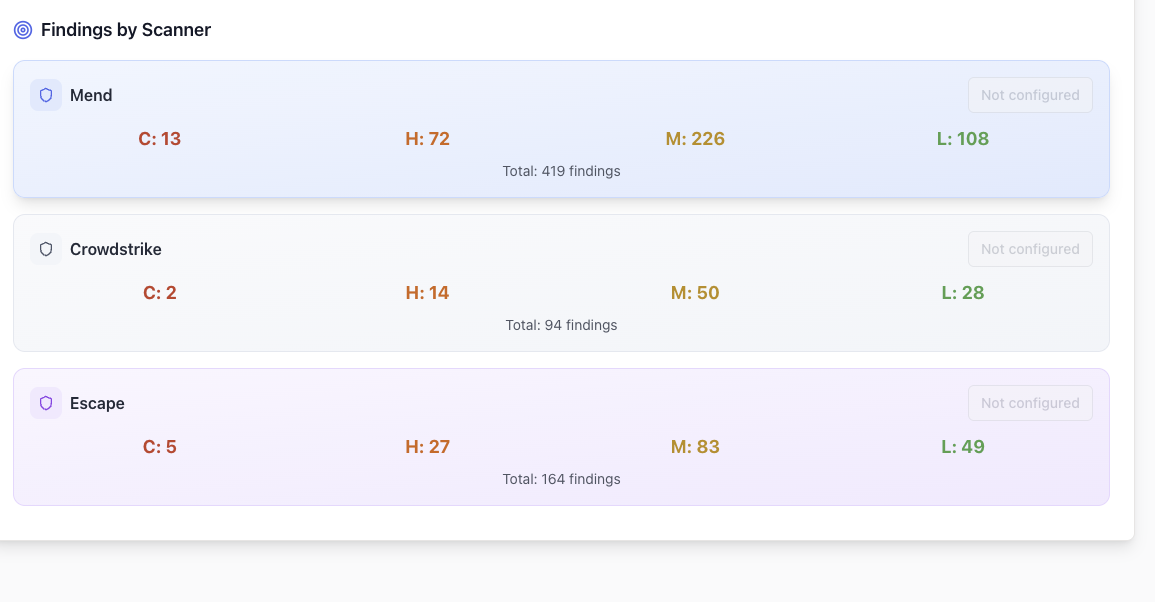 Findings by Scanner
Mend Not configured
C: 13 H: 72 M: 226 L: 108
Total: 419 findings
Crowdstrike Not configured
C: 2 H: 14 M: 50 L: 28
Total: 94 findings
Escape Not configured
C: 5 H: 27 M: 83 L: 49
Total: 164 findings